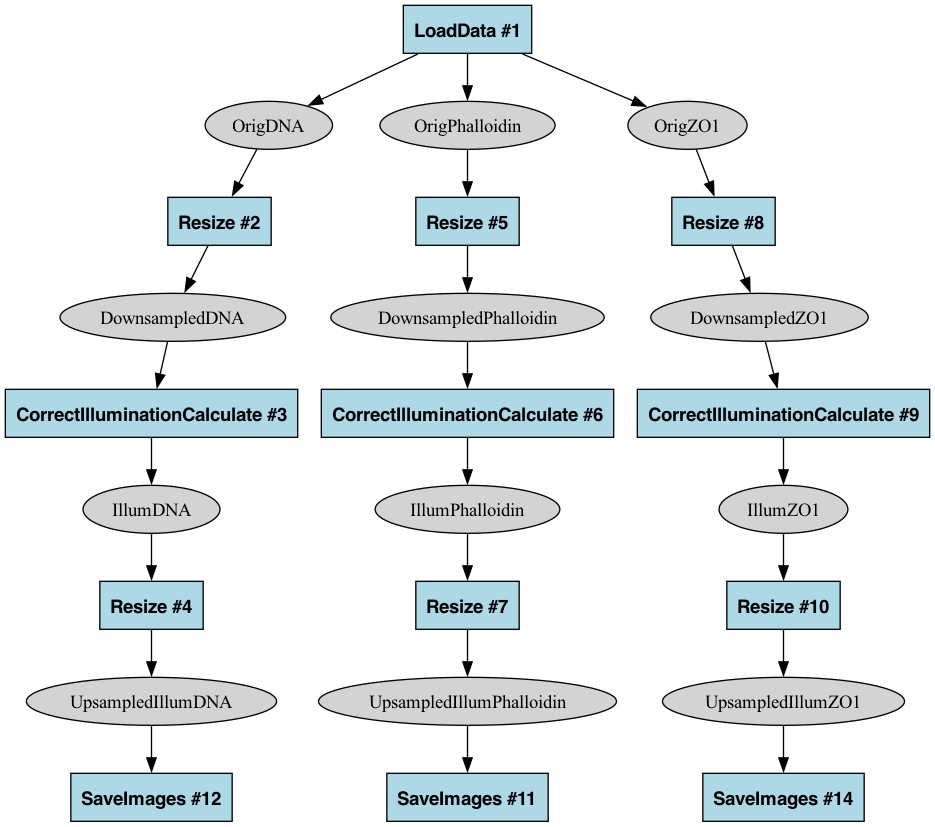 LoadData #1
OrigDNA
OrigPhalloidin
OrigZO1
Resize #2
Resize #5
Resize #8
DownsampledDNA
DownsampledPhalloidin
DownsampledZO1
CorrectIlluminationCalculate #3
CorrectIlluminationCalculate #6
CorrectIlluminationCalculate #9
IllumDNA
IllumPhalloidin
IllumZO1
Resize #4
Resize #7
Resize #10
UpsampledIllumDNA
UpsampledIllumPhalloidin
UpsampledIllumZO1
SaveImages #12
SaveImages #11
SaveImages #14